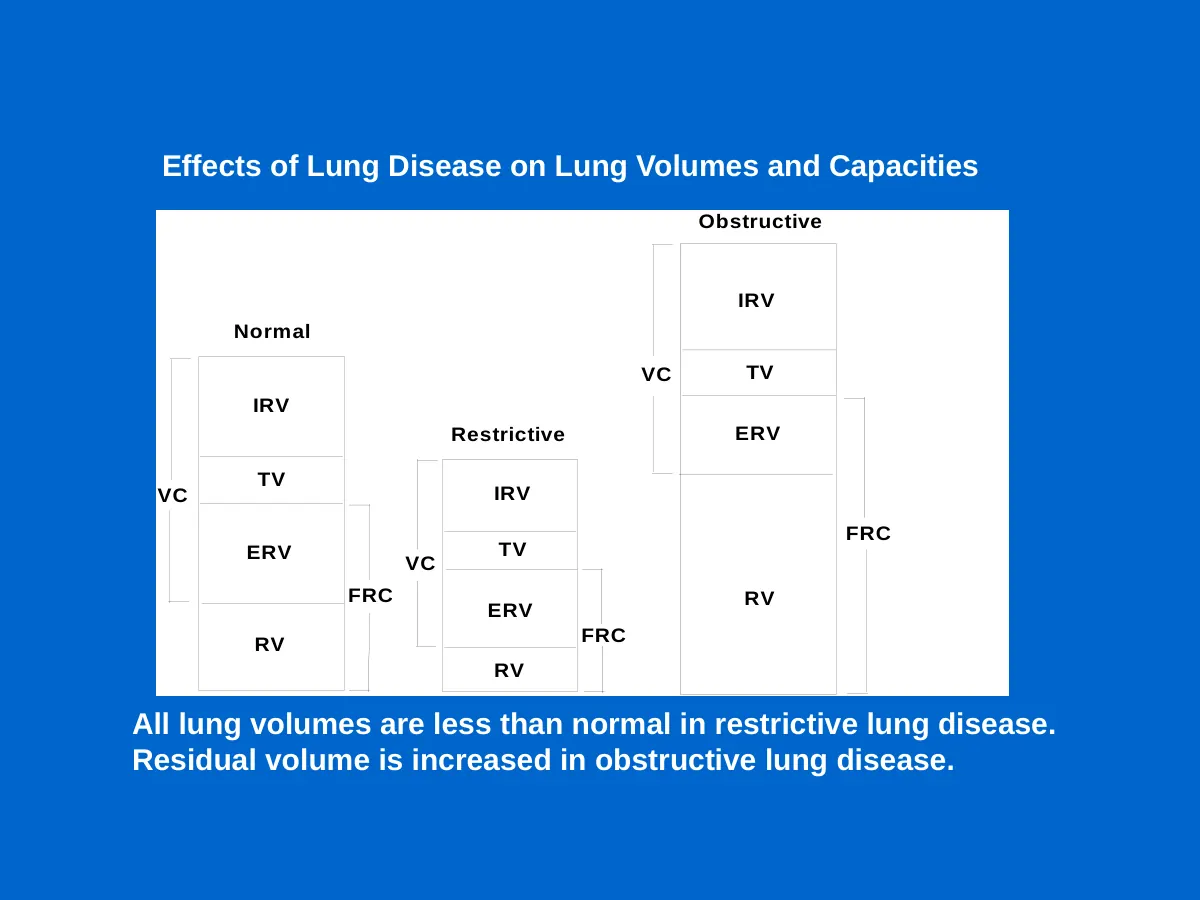 Effects of Lung Disease on Lung Volumes and Capacities
Normal
IRV
TV
VC
ERV
FRC
RV
Restrictive
IRV
TV
VC
ERV
FRC
RV
Obstructive
IRV
TV
VC
ERV
FRC
RV
All lung volumes are less than normal in restrictive lung disease.
Residual volume is increased in obstructive lung disease.